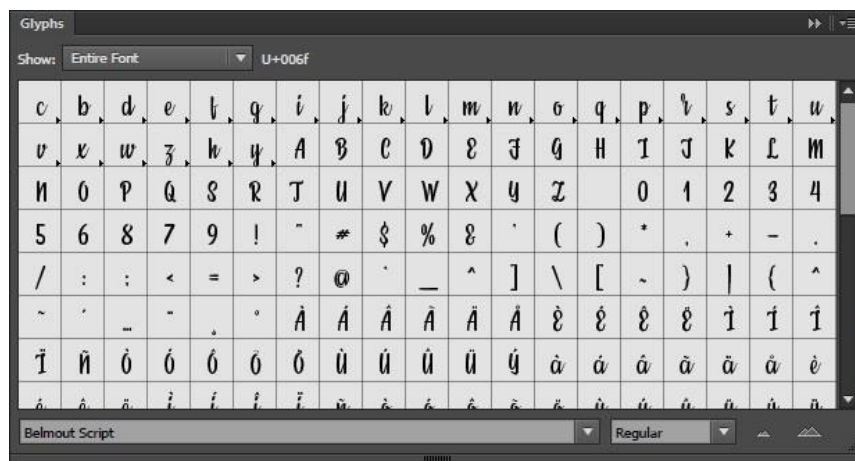 Glyphs
Show: Entire Font U+006f
c b d e f g i j k l m n o q p r s t u
v x w z h y A B C D E F G H I J K L M
N O P Q S R T U V W X Y Z 0 1 2 3 4
5 6 8 7 9 ! " # $ % & ' ( ) * , + - .
/ : ; < = > ? @ ` _ ^ ] \ [ ~ } | { ^
~ ´ … ¨ ¸ ° À Á Â Ã Ä Å È É Ê Ë Ì Í Î
Ï Ñ Ò Ó Ô Õ Ö Ù Ú Û Ü Ý à á â ã ä å è
Belmout Script Regular